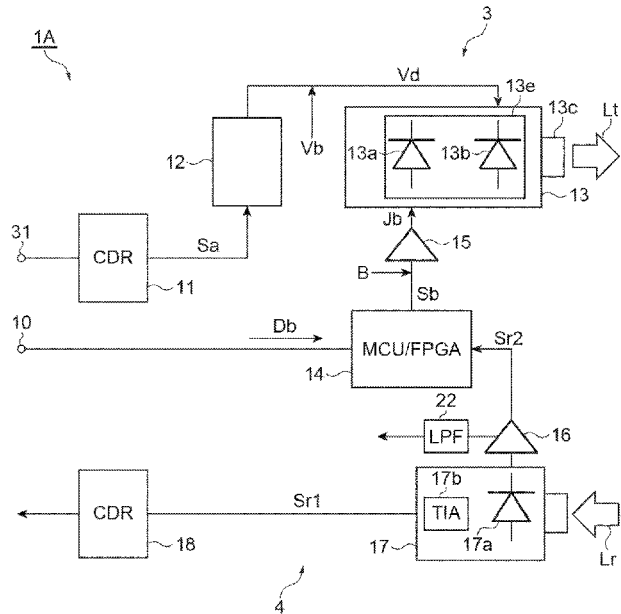 1A
3
Vd
13e
13c
Lt
Vb
12
13a
13b
13
31
CDR
Sa
11
Jb
15
B
Sb
10
Db
MCU/FPGA
Sr2
14
22
LPF
16
17b
Sr1
CDR
TIA
18
17
17a
Lr
4